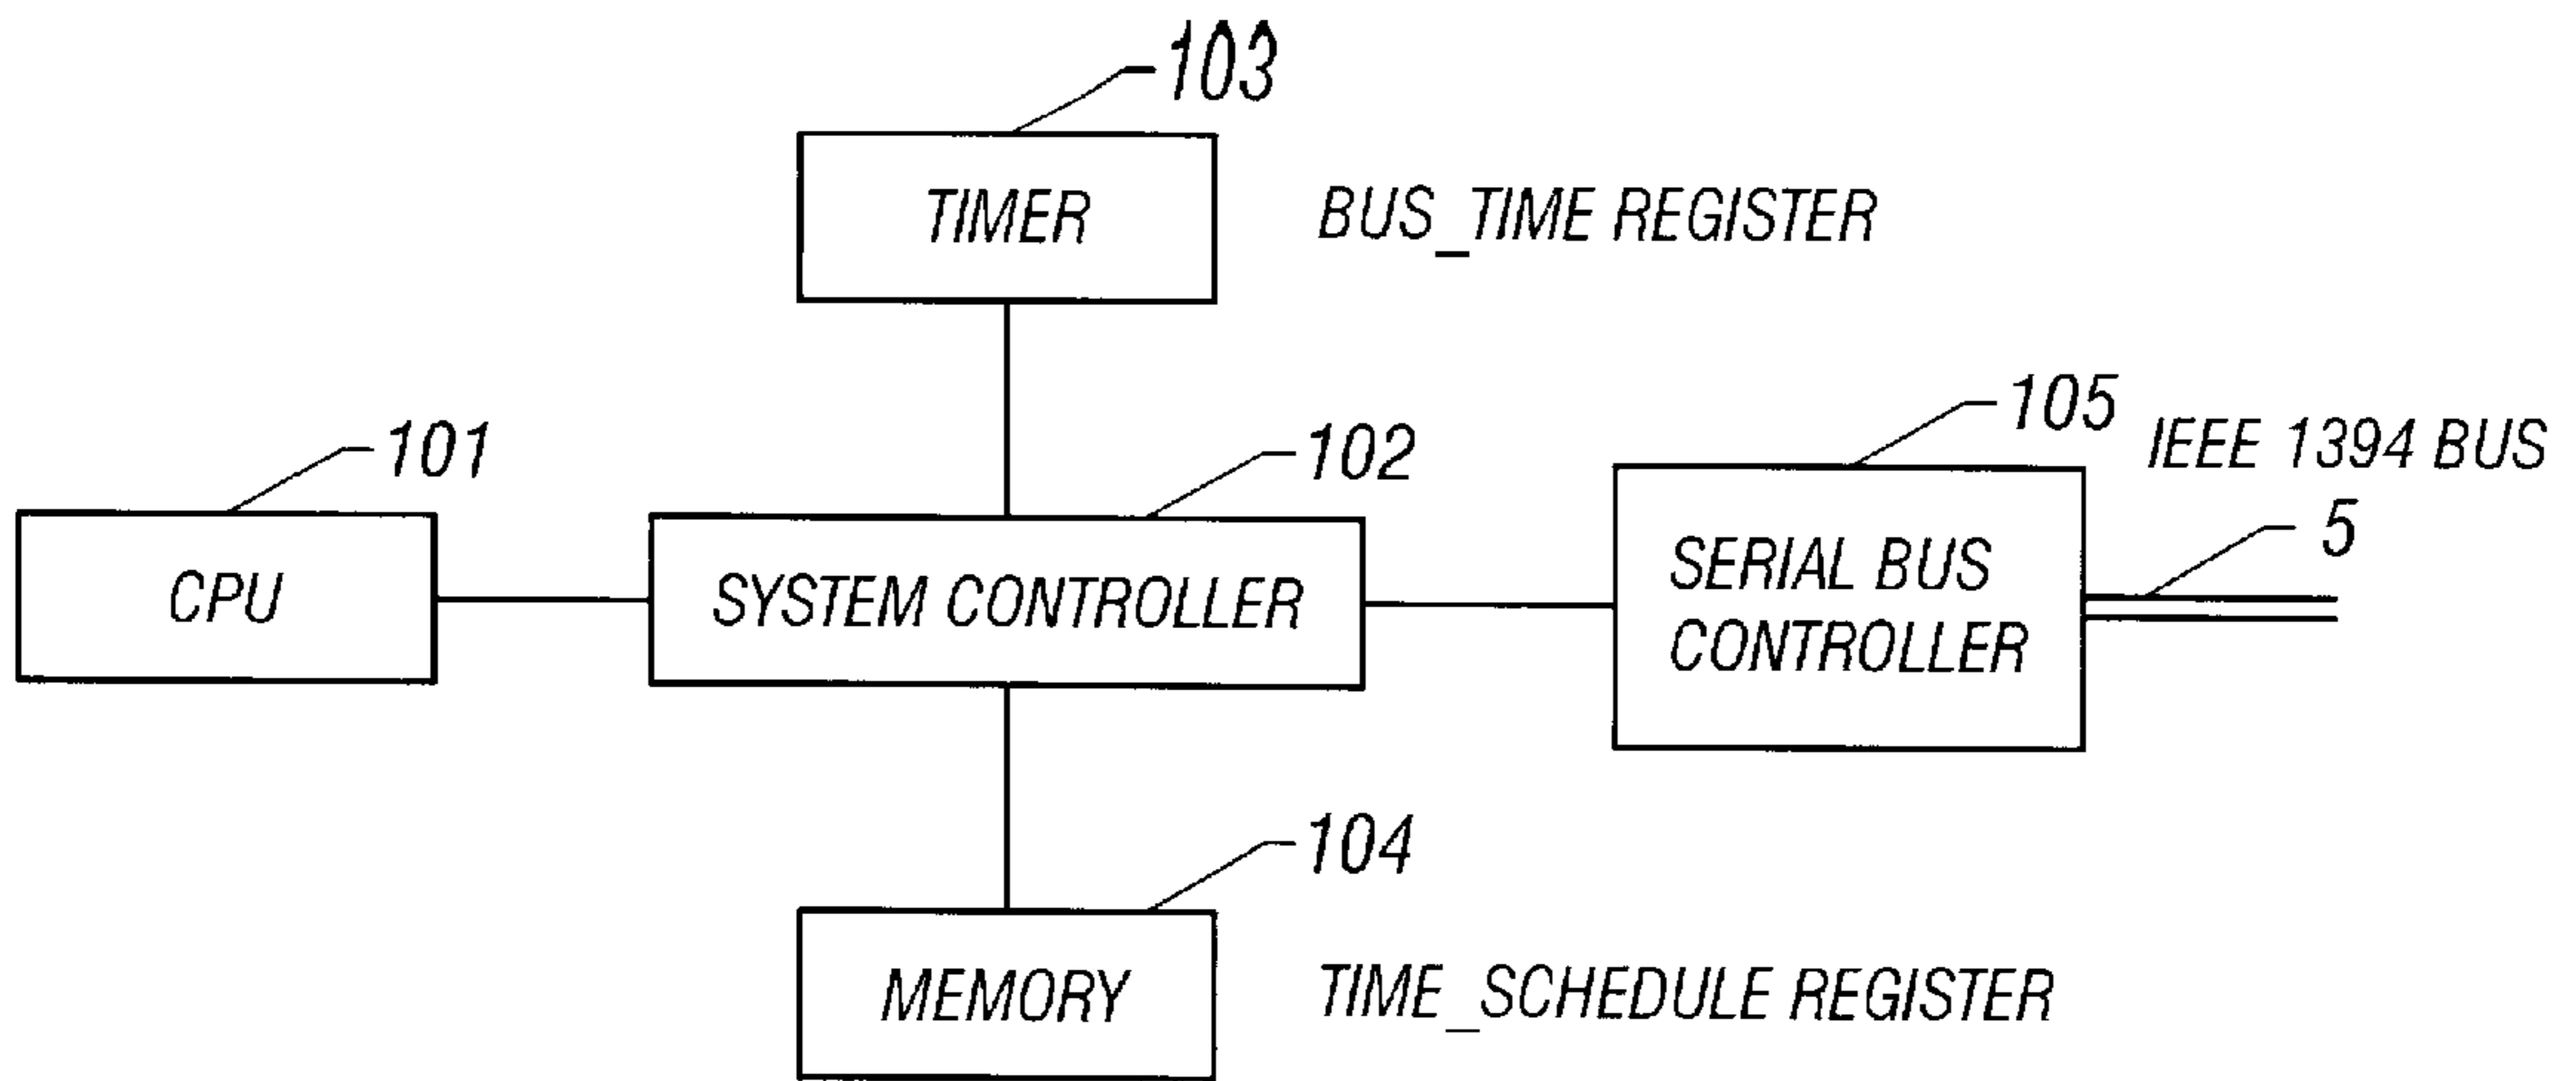 103
TIMER
BUS_TIME REGISTER
105
IEEE 1394 BUS
101
102
5
CPU
SYSTEM CONTROLLER
SERIAL BUS
CONTROLLER
104
MEMORY
TIME_SCHEDULE REGISTER